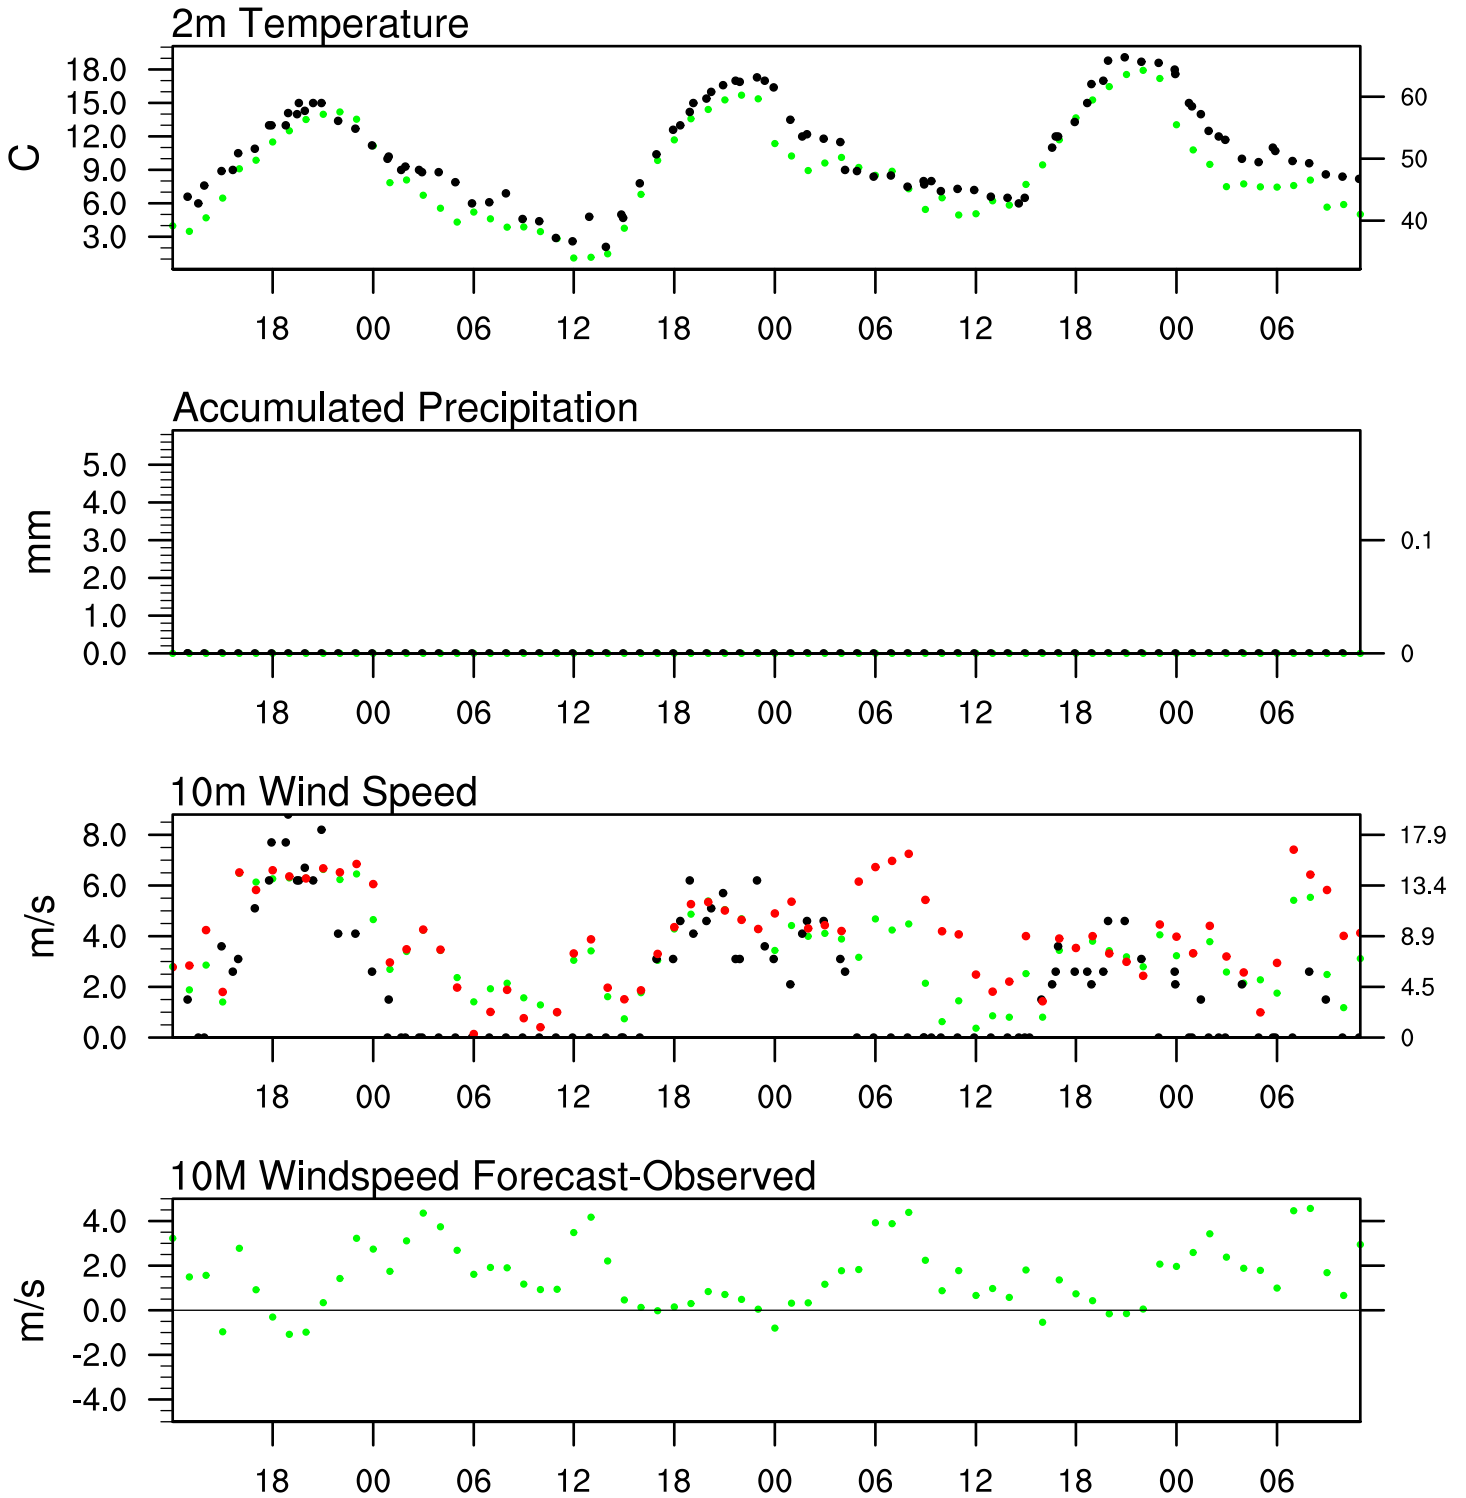 2m Temperature
18.0
15.0
12.0
9.0
6.0
3.0
C
60
50
40
18 00 06 12 18 00 06 12 18 00 06
Accumulated Precipitation
5.0
4.0
3.0
2.0
1.0
0.0
mm
0.1
0
18 00 06 12 18 00 06 12 18 00 06
10m Wind Speed
8.0
6.0
4.0
2.0
0.0
m/s
17.9
13.4
8.9
4.5
0
18 00 06 12 18 00 06 12 18 00 06
10M Windspeed Forecast-Observed
4.0
2.0
0.0
-2.0
-4.0
m/s
18 00 06 12 18 00 06 12 18 00 06